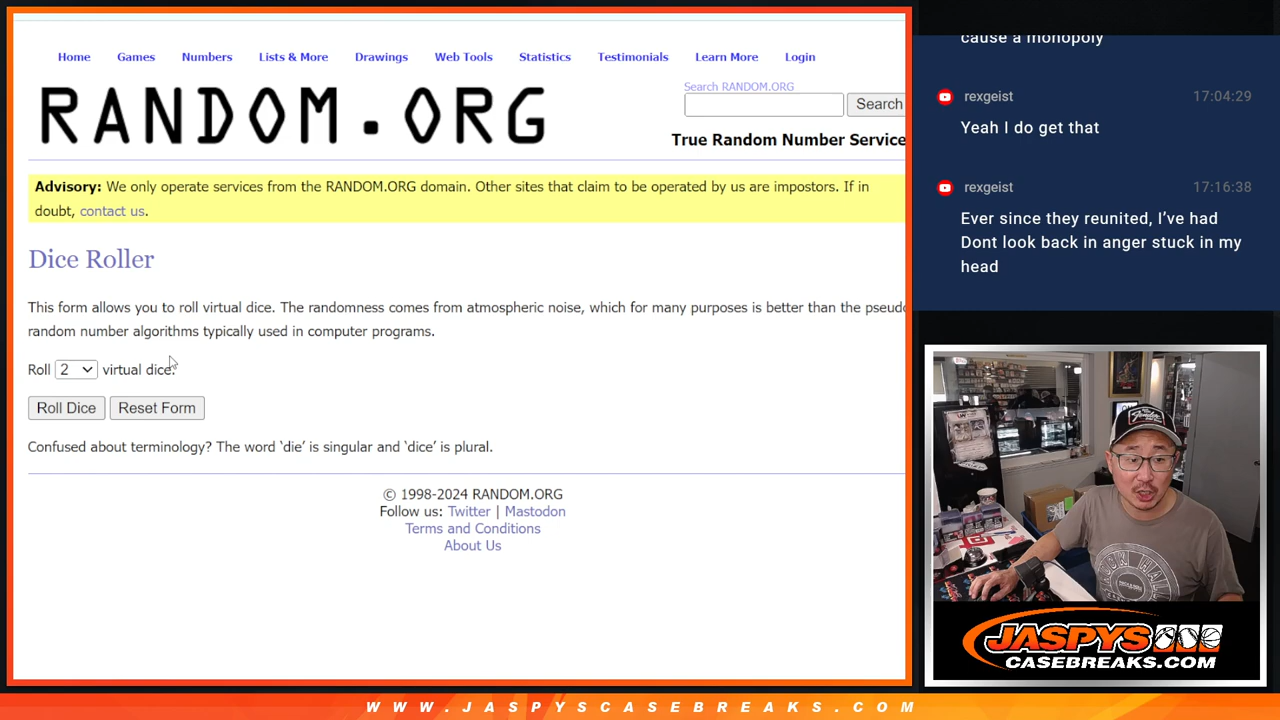 Home Games Numbers Lists & More Drawings Web Tools Statistics Testimonials Learn More Login
RANDOM.ORG
Search RANDOM.ORG
Search
True Random Number Service
Advisory: We only operate services from the RANDOM.ORG domain. Other sites that claim to be operated by us are impostors. If in
doubt, contact us.
Dice Roller
This form allows you to roll virtual dice. The randomness comes from atmospheric noise, which for many purposes is better than the pseudo
random number algorithms typically used in computer programs.
Roll 2 virtual dice.
Roll Dice Reset Form
Confused about terminology? The word ‘die’ is singular and ‘dice’ is plural.
© 1998-2024 RANDOM.ORG
Follow us: Twitter | Mastodon
Terms and Conditions
About Us
cause a monopoly
rexgeist 17:04:29
Yeah I do get that
rexgeist 17:16:38
Ever since they reunited, I’ve had
Dont look back in anger stuck in my
head
JASPYS
CASEBREAKS.COM
WWW.JASPYSCASEBREAKS.COM